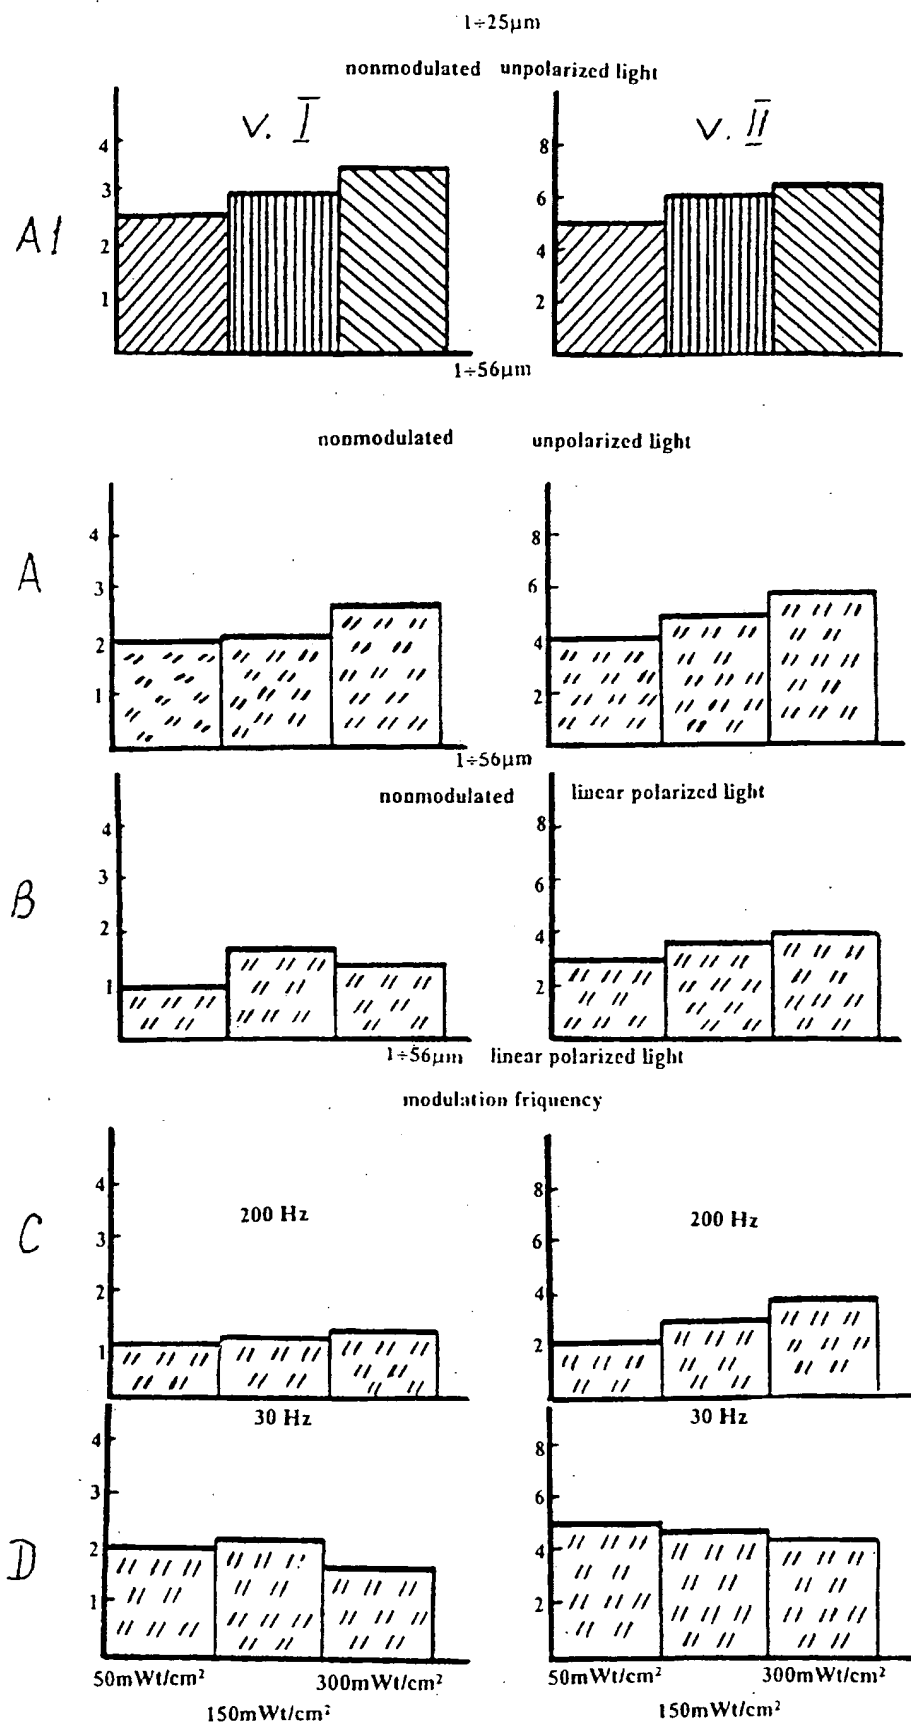 1÷25µm
nonmodulated unpolarized light
v. I
v. II
A1
4
3
2
1
8
6
4
2
1÷56µm
nonmodulated unpolarized light
A
4
3
2
1
8
6
4
2
1÷56µm
nonmodulated linear polarized light
B
4
3
2
1
8
6
4
2
1÷56µm linear polarized light
modulation friquency
C
4
3
2
1
200 Hz
8
6
4
2
200 Hz
30 Hz
30 Hz
D
4
3
2
1
8
6
4
2
50mWt/cm² 300mWt/cm² 50mWt/cm² 300mWt/cm²
150mWt/cm² 150mWt/cm²